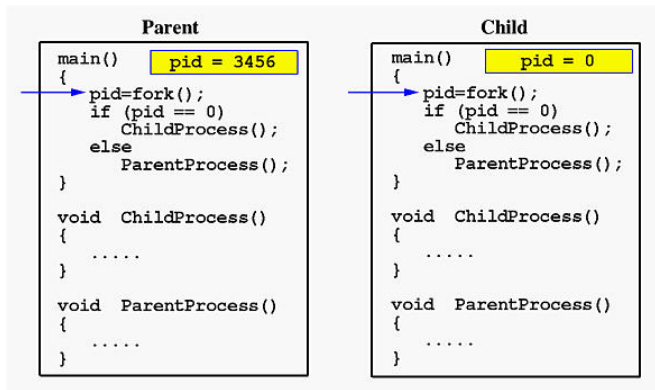 Parent
main()
pid = 3456
{
pid=fork();
if (pid == 0)
ChildProcess();
else
ParentProcess();
}
void ChildProcess()
{
.....
}
void ParentProcess()
{
.....
}
Child
main()
pid = 0
{
pid=fork();
if (pid == 0)
ChildProcess();
else
ParentProcess();
}
void ChildProcess()
{
.....
}
void ParentProcess()
{
.....
}